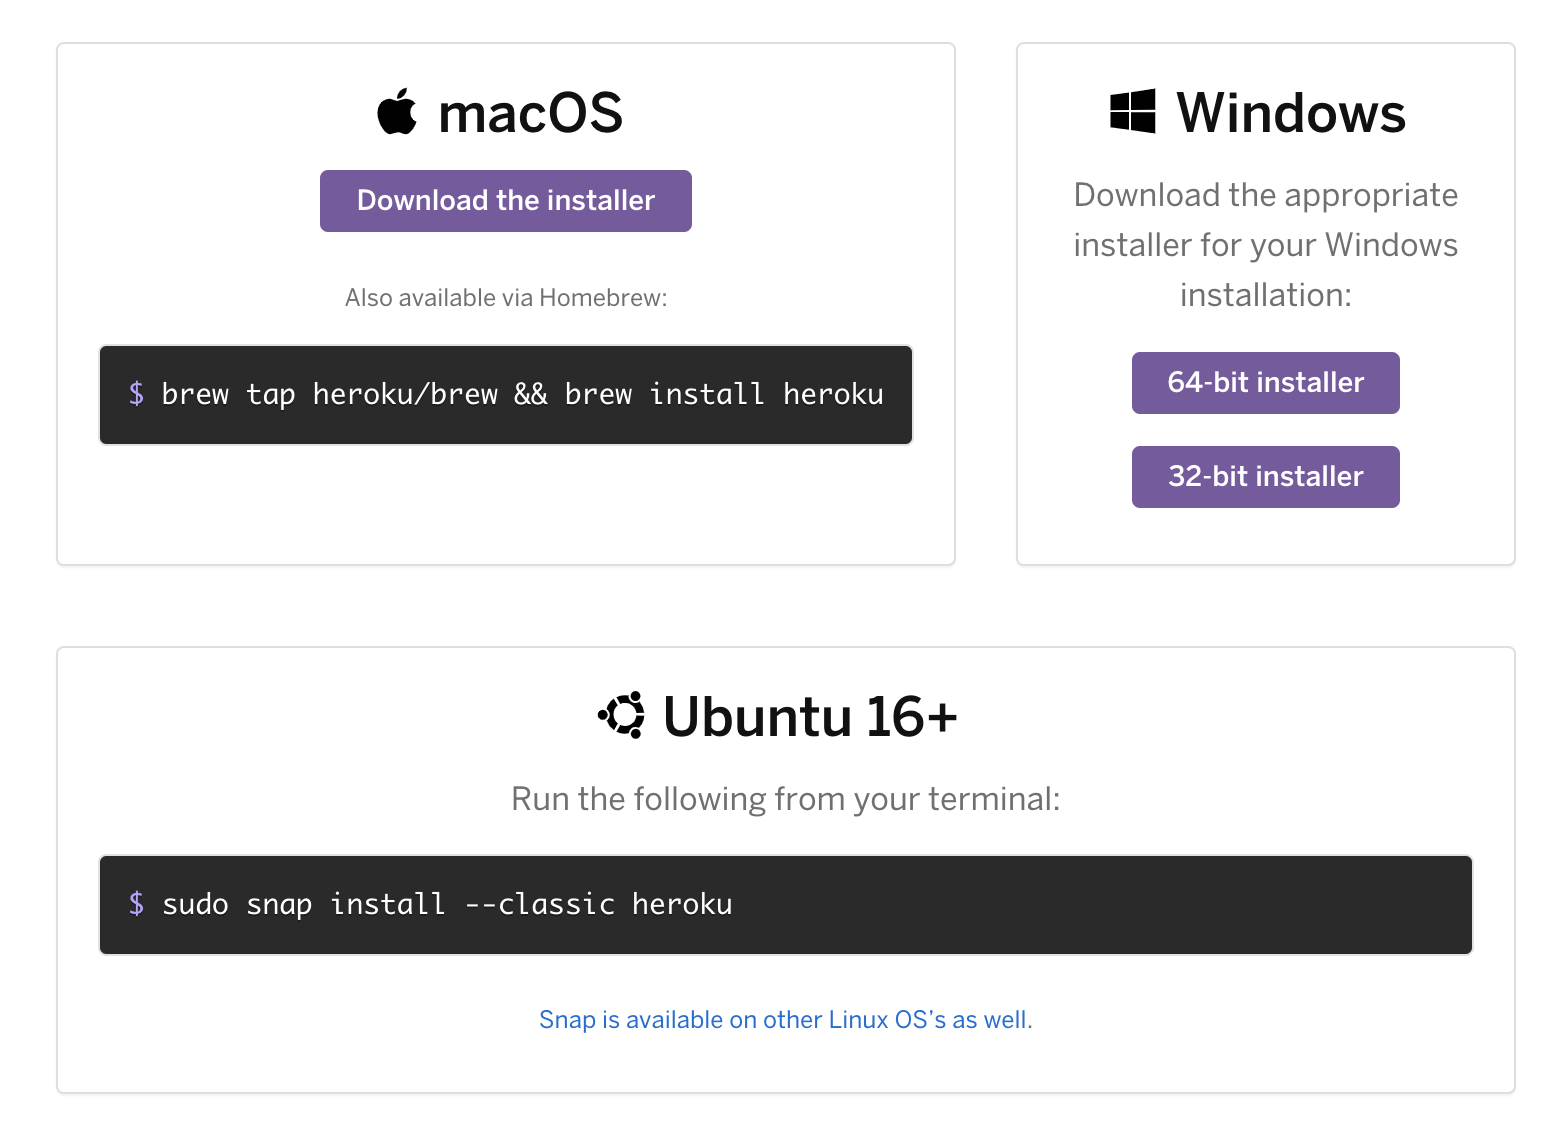 macOS
Download the installer
Also available via Homebrew:
$ brew tap heroku/brew && brew install heroku
Windows
Download the appropriate
installer for your Windows
installation:
64-bit installer
32-bit installer
Ubuntu 16+
Run the following from your terminal:
$ sudo snap install --classic heroku
Snap is available on other Linux OS’s as well.